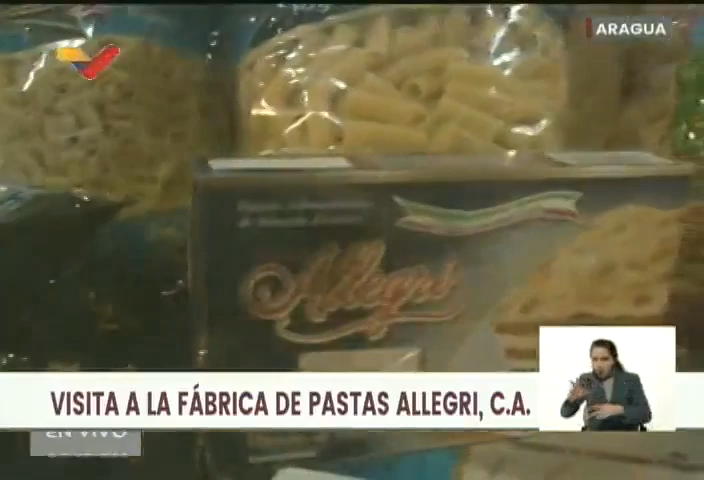 ARAGUA
Allegri
VISITA A LA FÁBRICA DE PASTAS ALLEGRI, C.A.
EN VIVO